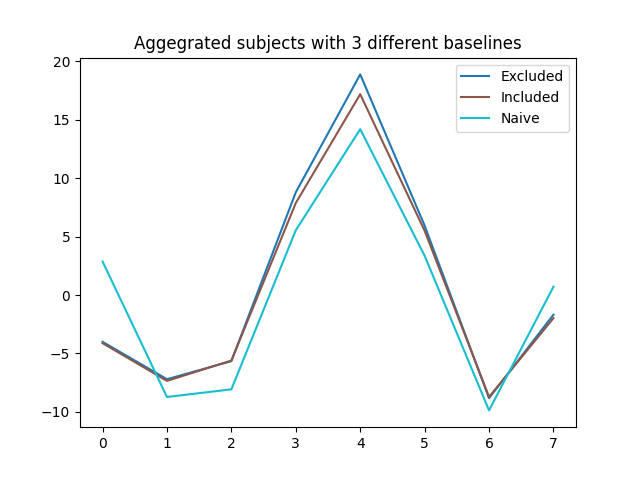 Aggegrated subjects with 3 different baselines
20
15
10
5
0
−5
−10
Excluded
Included
Naive
0 1 2 3 4 5 6 7